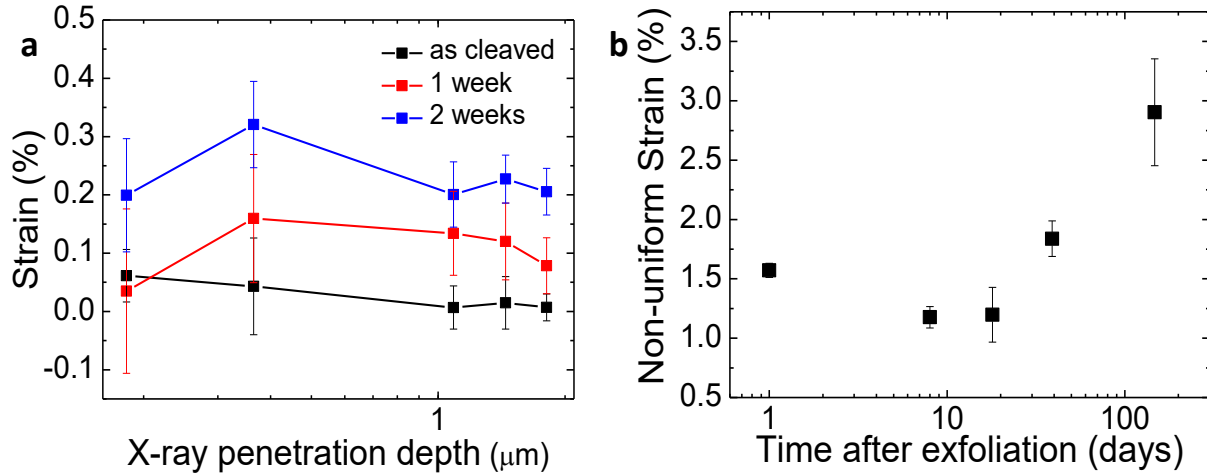 a
0.5
0.4
0.3
0.2
0.1
0.0
-0.1
Strain (%)
as cleaved
1 week
2 weeks
1
X-ray penetration depth (μm)
b
3.5
3.0
2.5
2.0
1.5
1.0
0.5
Non-uniform Strain (%)
1 10 100
Time after exfoliation (days)